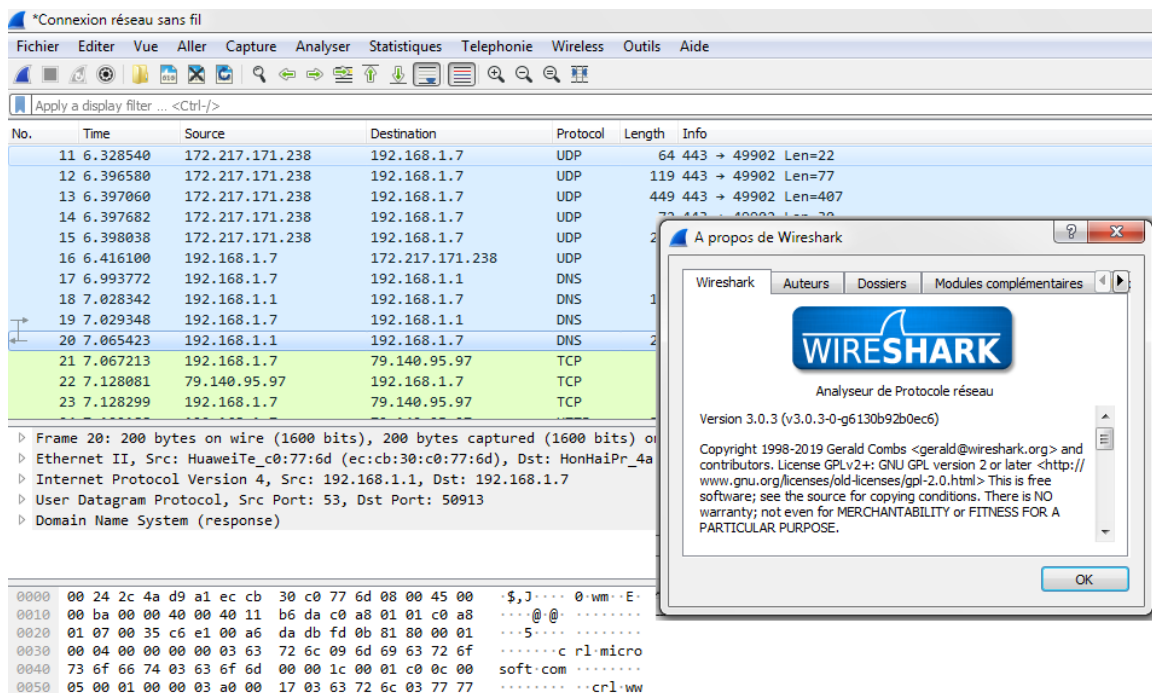 *Connexion réseau sans fil
Fichier Editer Vue Aller Capture Analyser Statistiques Telephonie Wireless Outils Aide
Apply a display filter ... <Ctrl-/>
No. Time Source Destination Protocol Length Info
11 6.328540 172.217.171.238 192.168.1.7 UDP 64 443 → 49902 Len=22
12 6.396580 172.217.171.238 192.168.1.7 UDP 119 443 → 49902 Len=77
13 6.397060 172.217.171.238 192.168.1.7 UDP 449 443 → 49902 Len=407
14 6.397682 172.217.171.238 192.168.1.7 UDP
15 6.398038 172.217.171.238 192.168.1.7 UDP
16 6.416100 192.168.1.7 172.217.171.238 UDP
17 6.993772 192.168.1.7 192.168.1.1 DNS
18 7.028342 192.168.1.1 192.168.1.7 DNS
19 7.029348 192.168.1.7 192.168.1.1 DNS
20 7.065423 192.168.1.1 192.168.1.7 DNS
21 7.067213 192.168.1.7 79.140.95.97 TCP
22 7.128081 79.140.95.97 192.168.1.7 TCP
23 7.128299 192.168.1.7 79.140.95.97 TCP
Frame 20: 200 bytes on wire (1600 bits), 200 bytes captured (1600 bits) o
Ethernet II, Src: HuaweiTe_c0:77:6d (ec:cb:30:c0:77:6d), Dst: HonHaiPr_4a
Internet Protocol Version 4, Src: 192.168.1.1, Dst: 192.168.1.7
User Datagram Protocol, Src Port: 53, Dst Port: 50913
Domain Name System (response)
0000 00 24 2c 4a d9 a1 ec cb 30 c0 77 6d 08 00 45 00 ·$,J···· 0·wm··E·
0010 00 ba 00 00 40 00 40 11 b6 da c0 a8 01 01 c0 a8 ····@·@· ········
0020 01 07 00 35 c6 e1 00 a6 da db fd 0b 81 80 00 01 ···5···· ········
0030 00 04 00 00 00 00 03 63 72 6c 09 6d 69 63 72 6f ·······c rl·micro
0040 73 6f 66 74 03 63 6f 6d 00 00 1c 00 01 c0 0c 00 soft·com ········
0050 05 00 01 00 00 03 a0 00 17 03 63 72 6c 03 77 77 ········ ··crl·ww
A propos de Wireshark
Wireshark Auteurs Dossiers Modules complémentaires
WIRESHARK
Analyseur de Protocole réseau
Version 3.0.3 (v3.0.3-0-g6130b92b0ec6)
Copyright 1998-2019 Gerald Combs <gerald@wireshark.org> and
contributors. License GPLv2+: GNU GPL version 2 or later <http://
www.gnu.org/licenses/old-licenses/gpl-2.0.html> This is free
software; see the source for copying conditions. There is NO
warranty; not even for MERCHANTABILITY or FITNESS FOR A
PARTICULAR PURPOSE.
OK